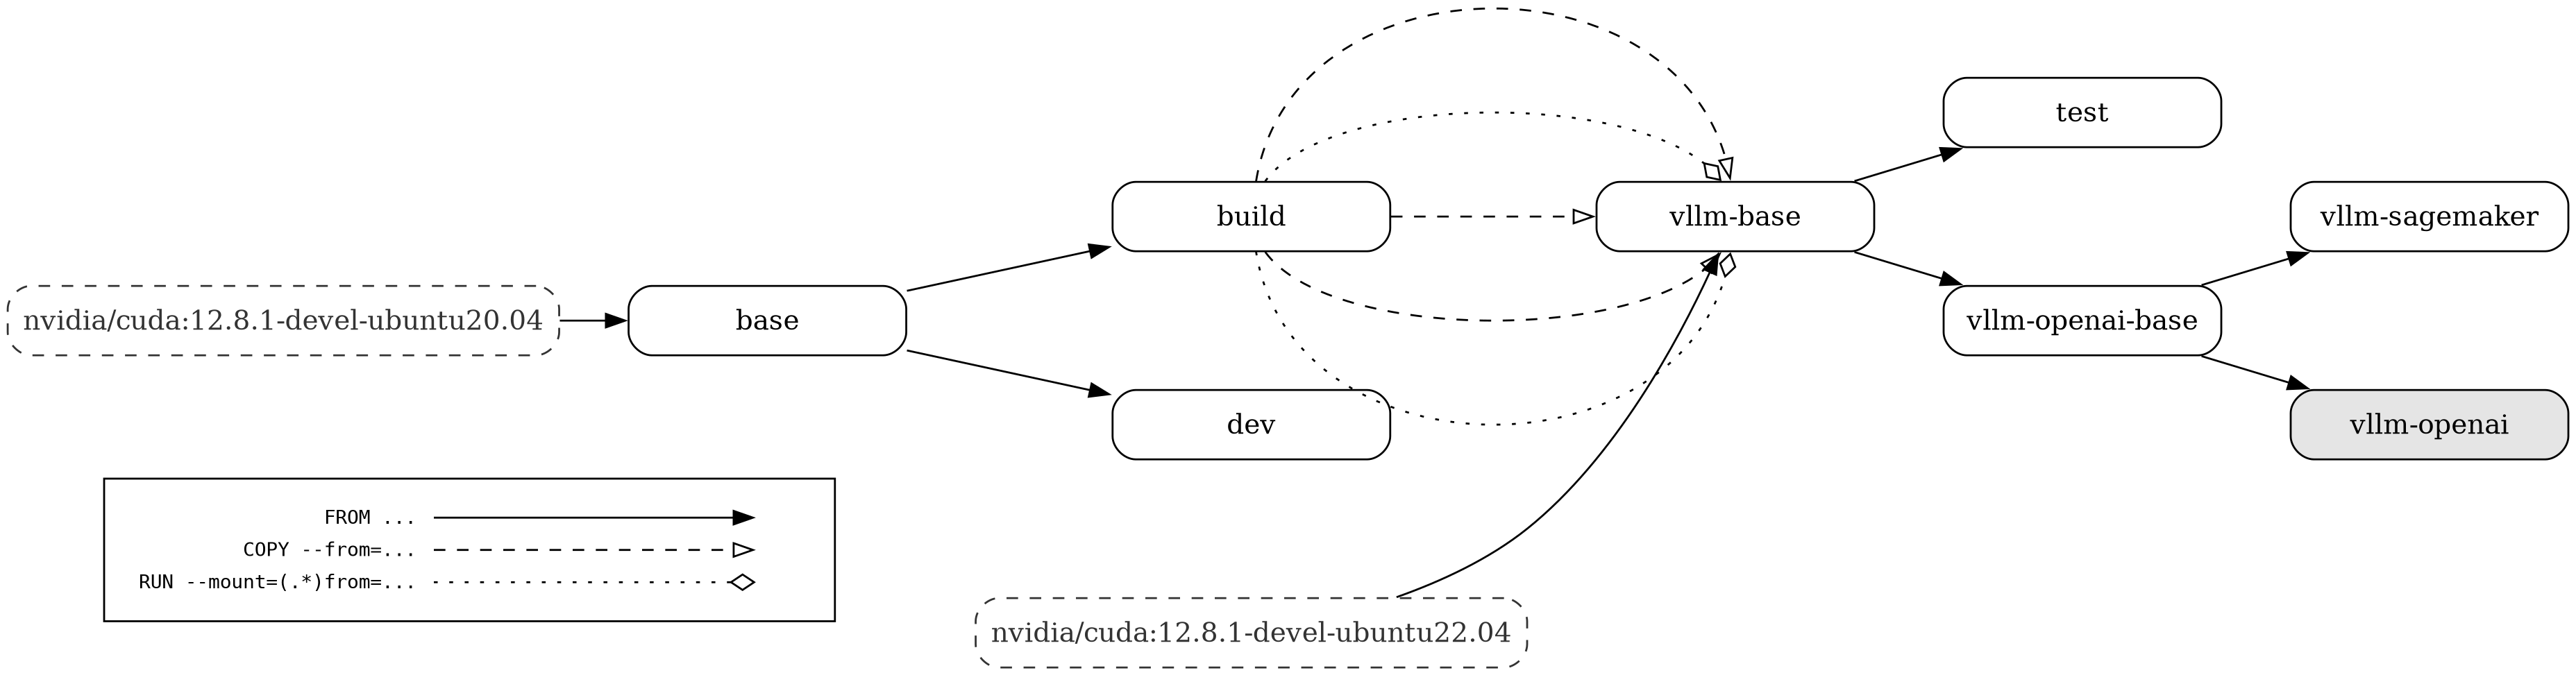 nvidia/cuda:12.8.1-devel-ubuntu20.04
base
build
dev
vllm-base
test
vllm-openai-base
vllm-sagemaker
vllm-openai
nvidia/cuda:12.8.1-devel-ubuntu22.04
FROM ...
COPY --from=...
RUN --mount=(.*)from=...